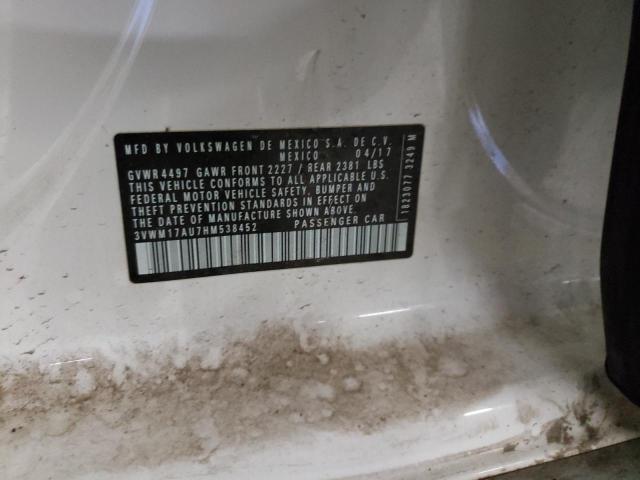 MFD BY VOLKSWAGEN DE MEXICO S.A. DE C.V.
MEXICO 04/17
GVWR 4497 GAWR FRONT 2227 / REAR 2381 LBS
THIS VEHICLE CONFORMS TO ALL APPLICABLE U.S.
FEDERAL MOTOR VEHICLE SAFETY, BUMPER AND
THEFT PREVENTION STANDARDS IN EFFECT ON
THE DATE OF MANUFACTURE SHOWN ABOVE.
3VWM17AU7HM538452 PASSENGER CAR
1823077 3249 M